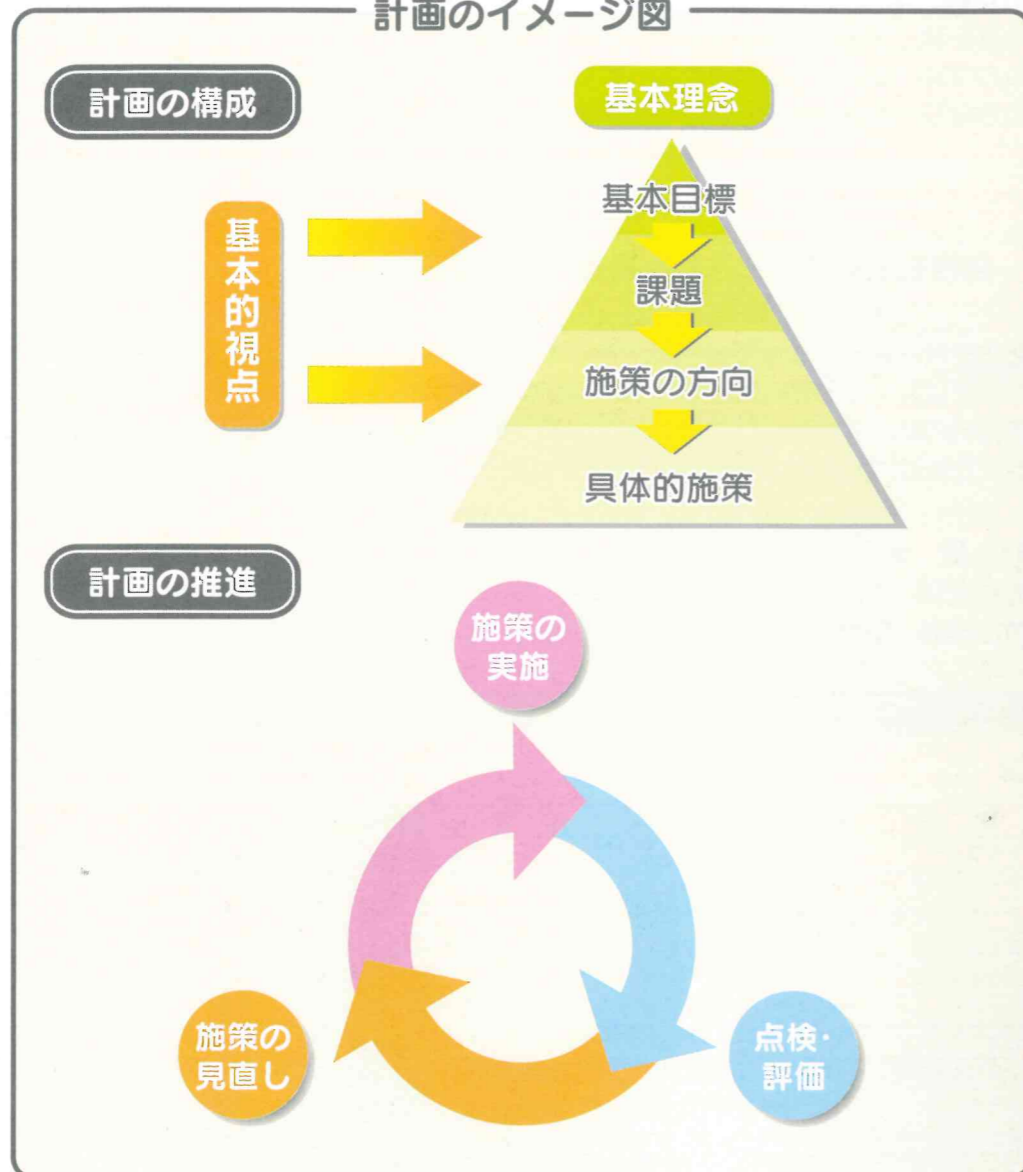 計画のイメージ図
計画の構成
基本理念
基本的視点
基本目標
課題
施策の方向
具体的施策
計画の推進
施策の
実施
施策の
見直し
点検・
評価